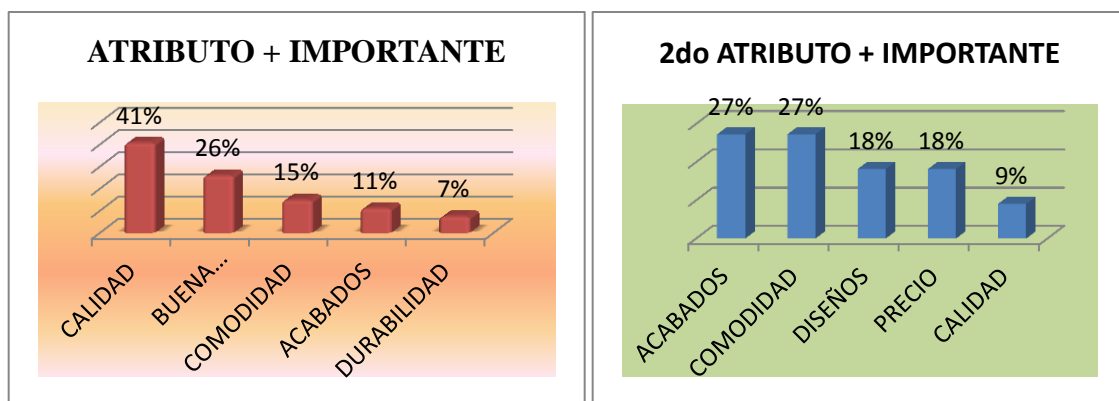 ATRIBUTO + IMPORTANTE
41%
26%
15%
11%
7%
CALIDAD
BUENA...
COMODIDAD
ACABADOS
DURABILIDAD
2do ATRIBUTO + IMPORTANTE
27%
27%
18%
18%
9%
ACABADOS
COMODIDAD
DISEÑOS
PRECIO
CALIDAD